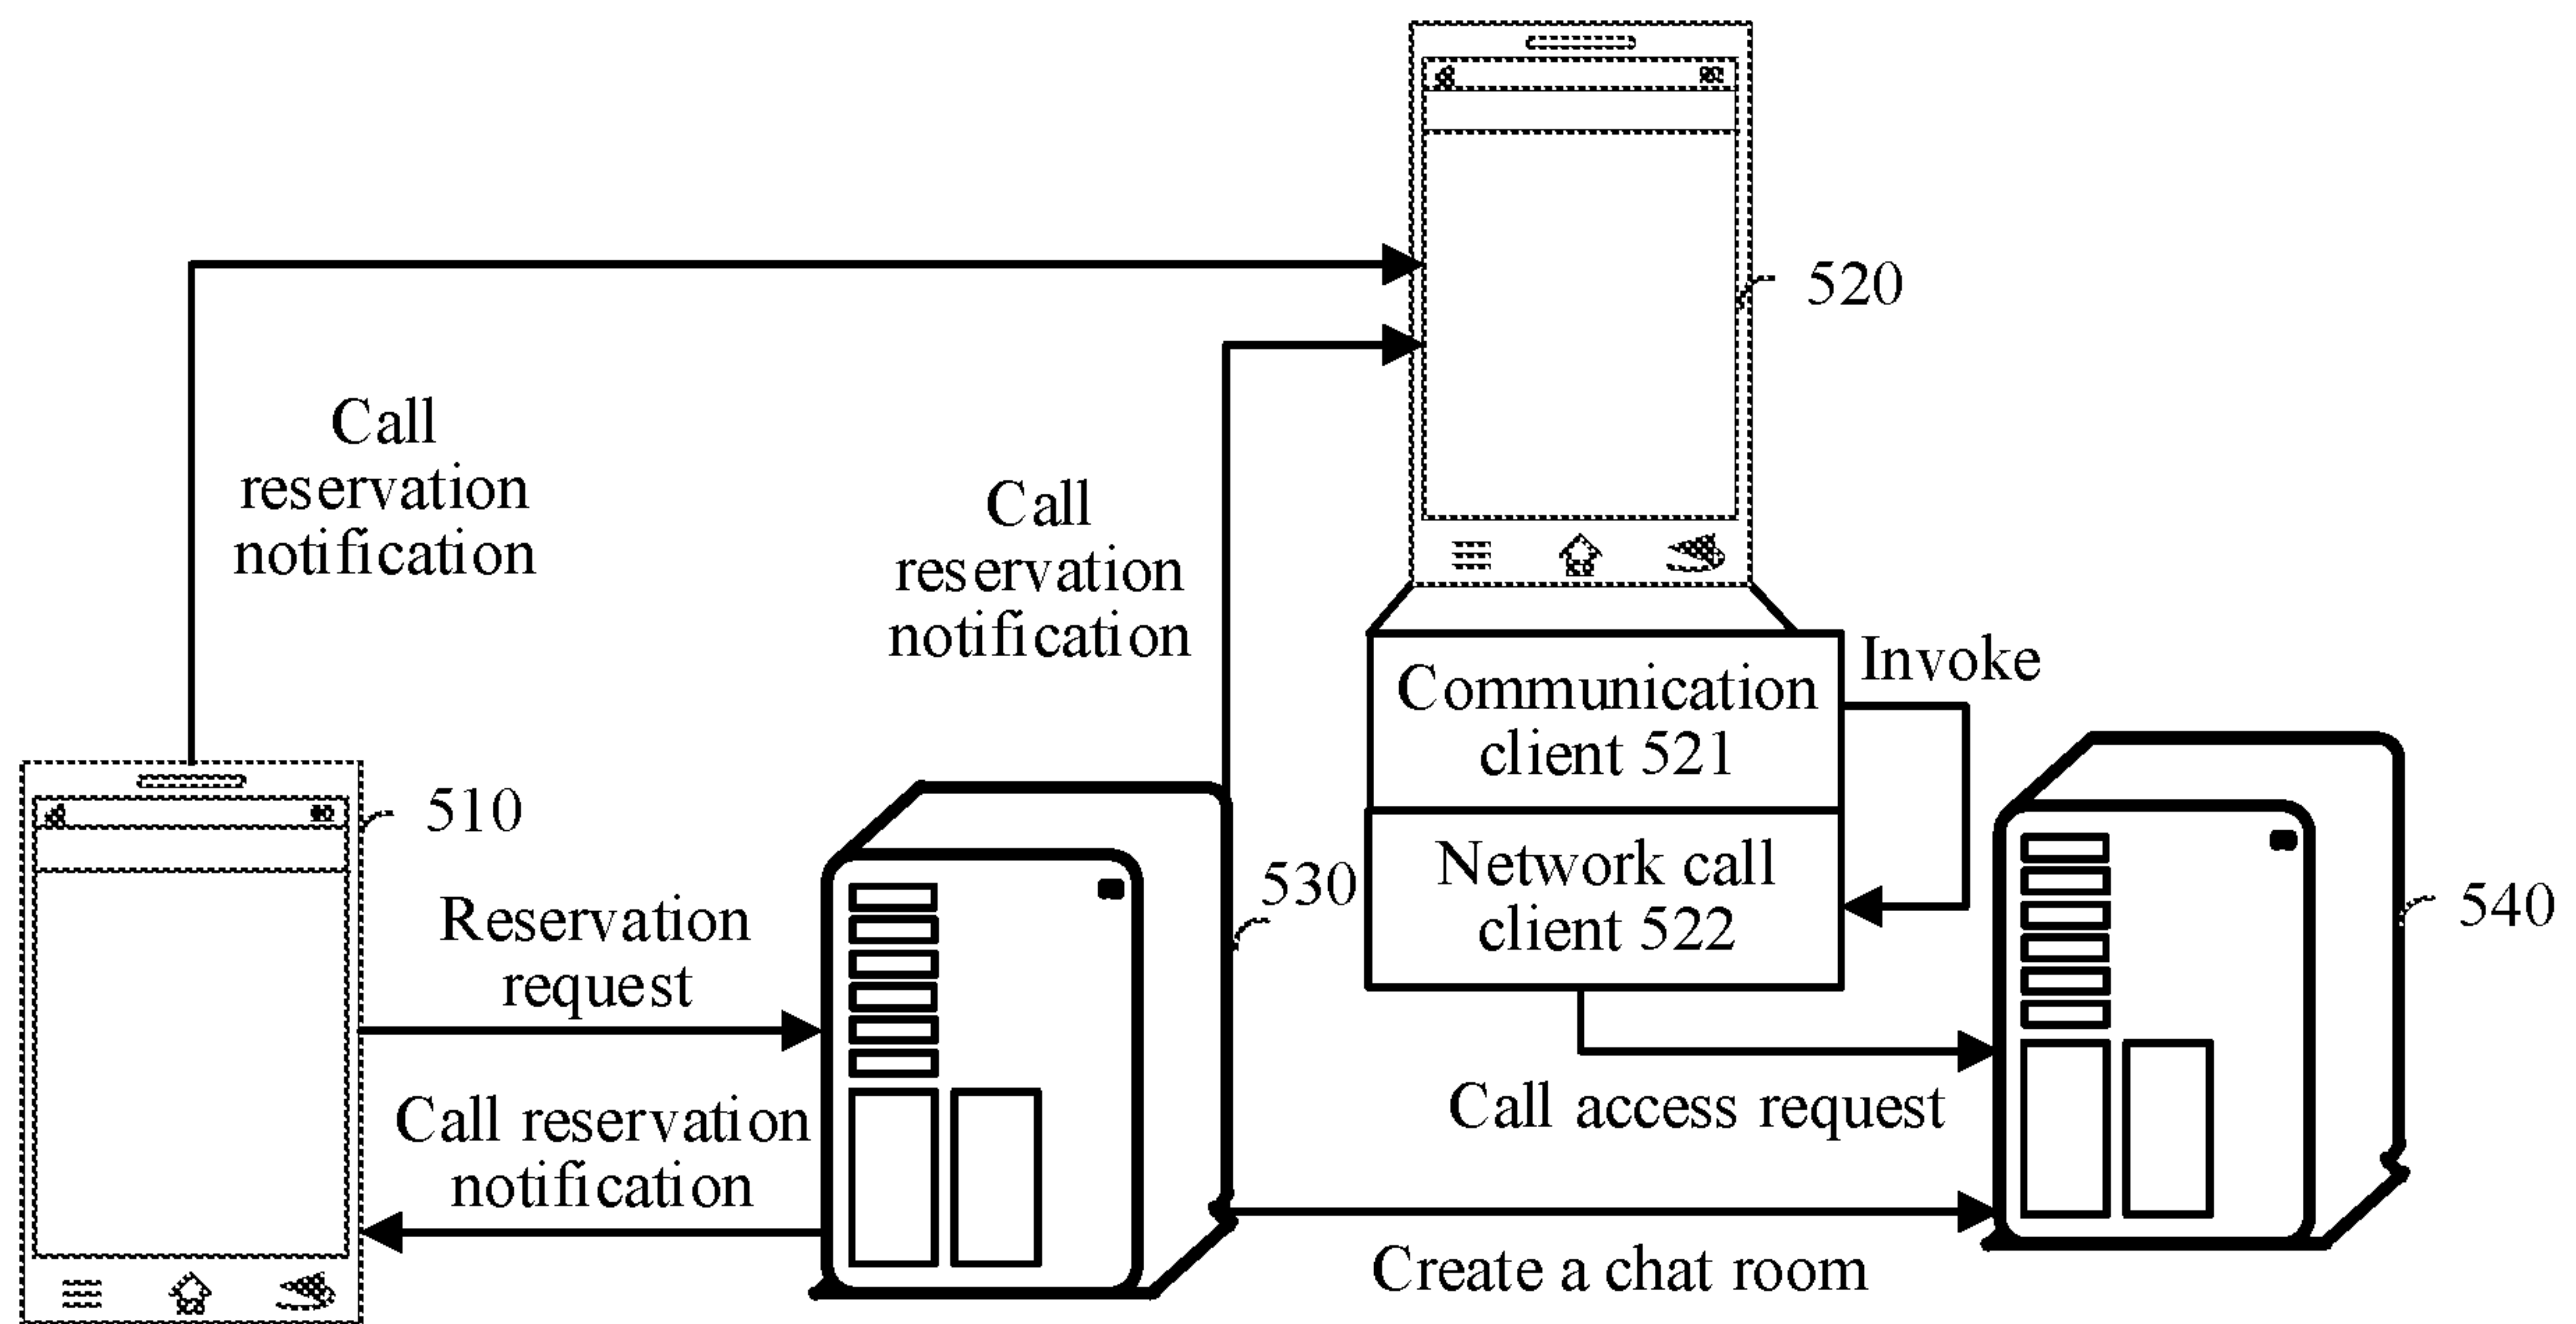 520
Call
reservation
notification
Call
reservation
notification
Invoke
Communication
client 521
510
Network call
client 522
530
540
Reservation
request
Call reservation
notification
Call access request
Create a chat room